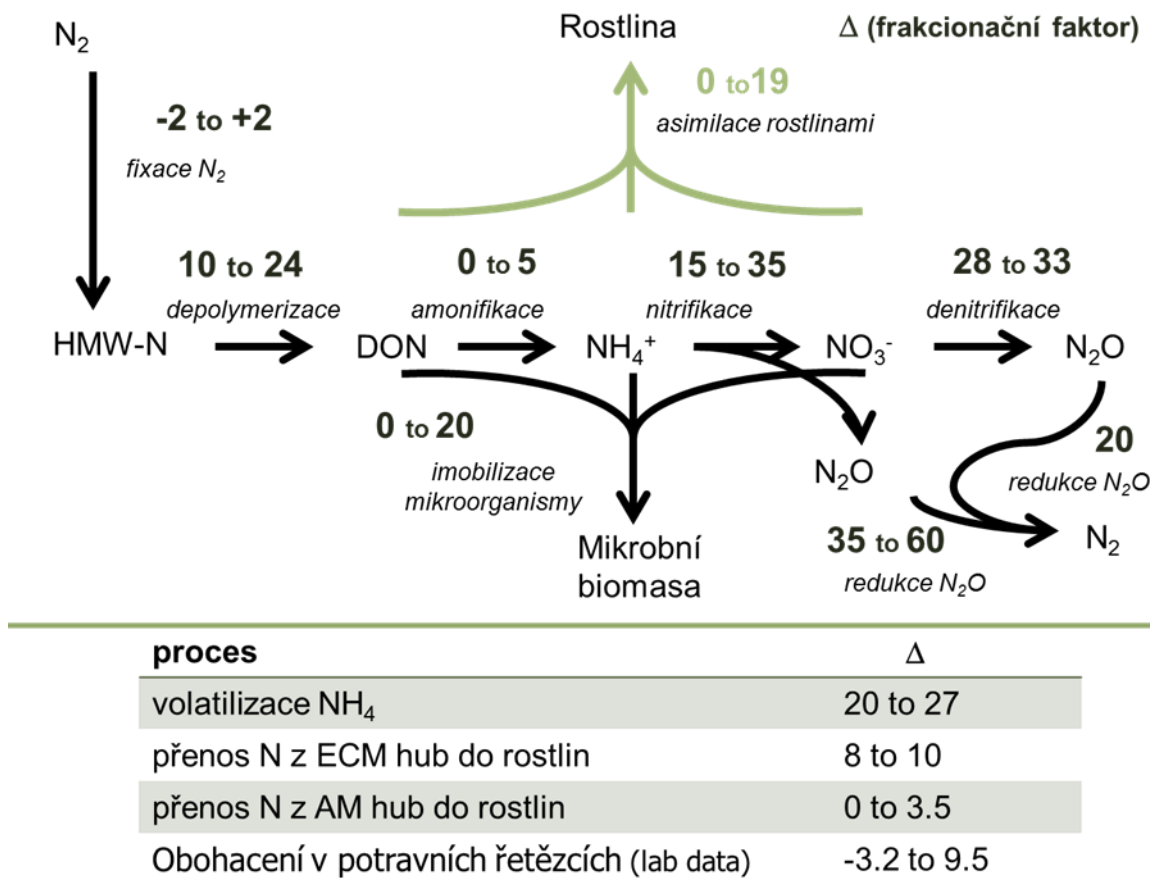 N₂
Rostlina
Δ (frakcionační faktor)
-2 to +2
fixace N₂
0 to 19
asimilace rostlinami
10 to 24
depolymerizace
0 to 5
amonifikace
15 to 35
nitrifikace
28 to 33
denitrifikace
HMW-N
DON
NH₄⁺
NO₃⁻
N₂O
0 to 20
imobilizace
mikroorganismy
N₂O
20
redukce N₂O
Mikrobní
biomasa
35 to 60
redukce N₂O
N₂
proces Δ
volatilizace NH₄ 20 to 27
přenos N z ECM hub do rostlin 8 to 10
přenos N z AM hub do rostlin 0 to 3.5
Obohacení v potravních řetězcích (lab data) -3.2 to 9.5